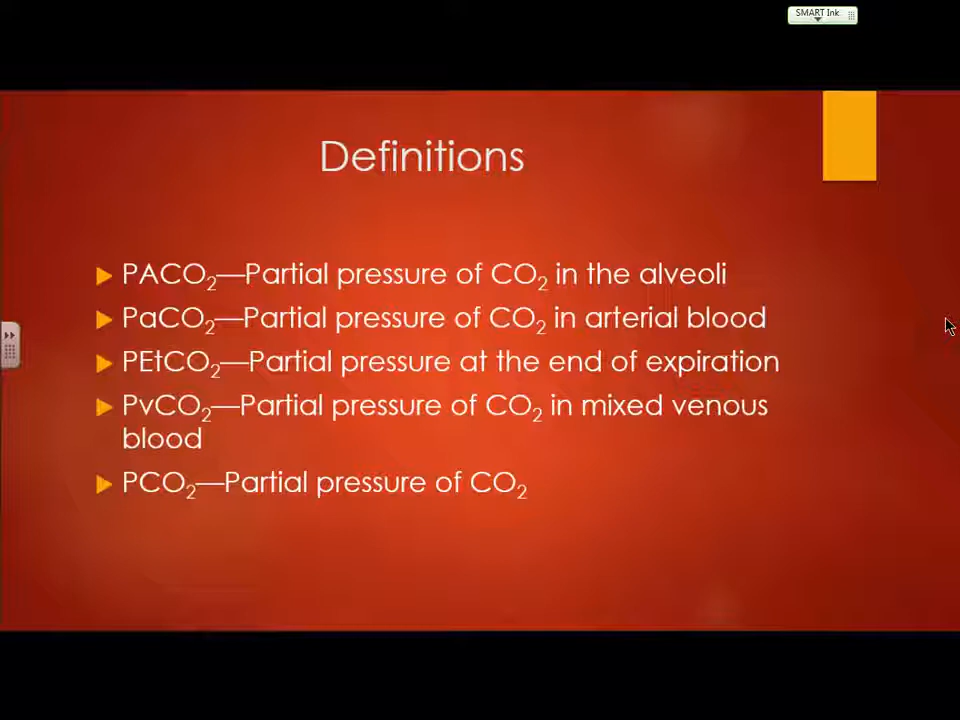 SMART Ink
Definitions
PACO₂—Partial pressure of CO₂ in the alveoli
PaCO₂—Partial pressure of CO₂ in arterial blood
PEtCO₂—Partial pressure at the end of expiration
PvCO₂—Partial pressure of CO₂ in mixed venous
blood
PCO₂—Partial pressure of CO₂